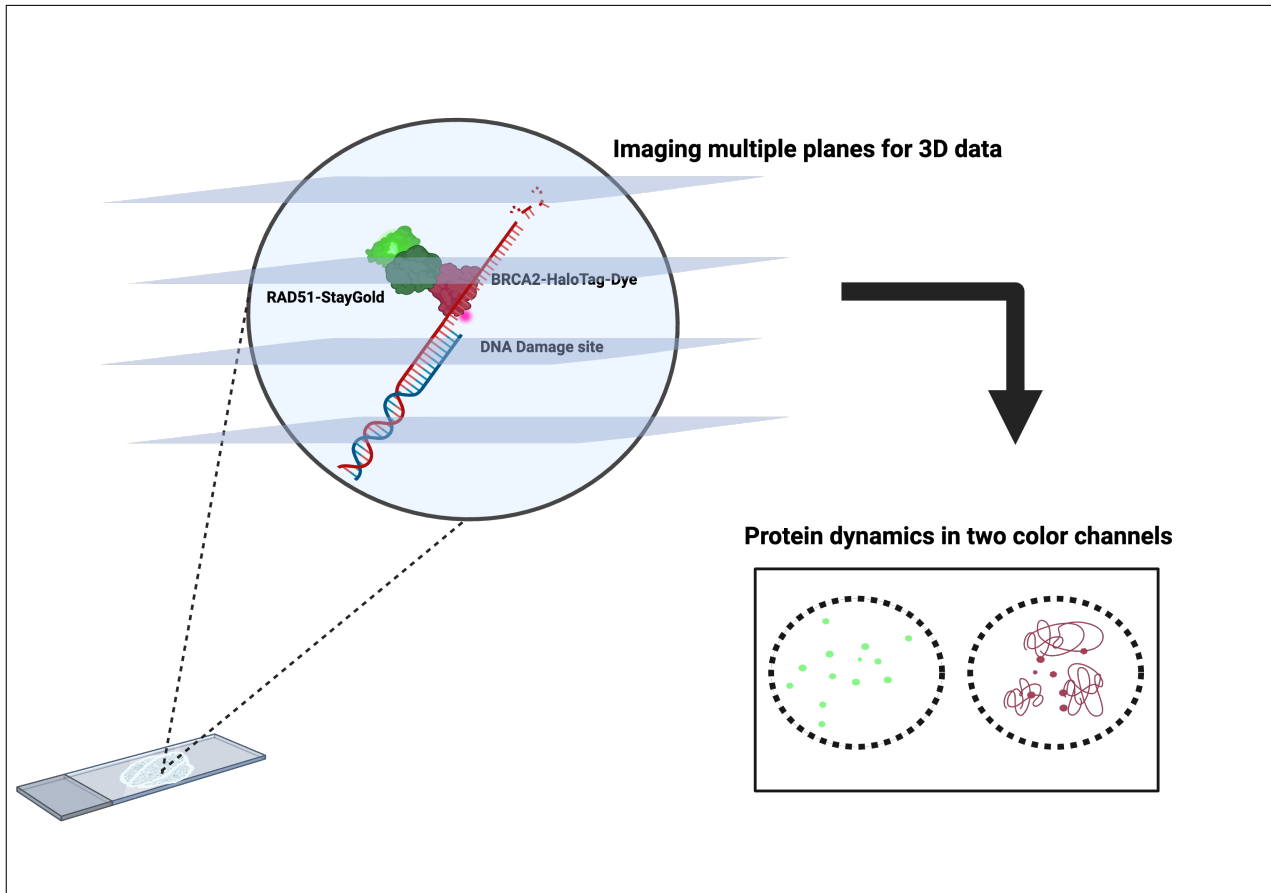 Imaging multiple planes for 3D data
BRCA2-HaloTag-Dye
RAD51-StayGold
DNA Damage site
Protein dynamics in two color channels